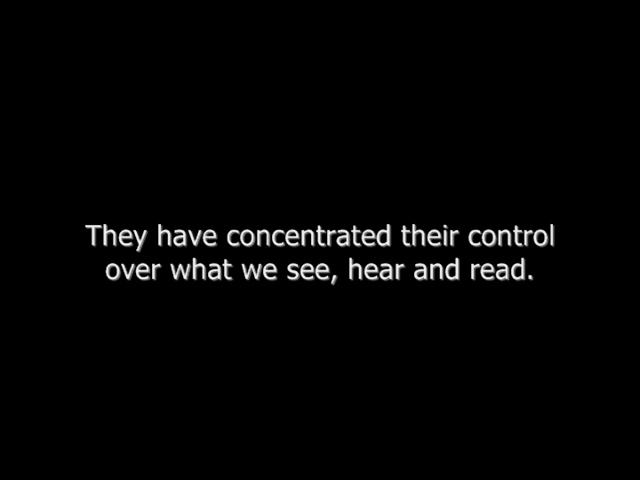 They have concentrated their control
over what we see, hear and read.